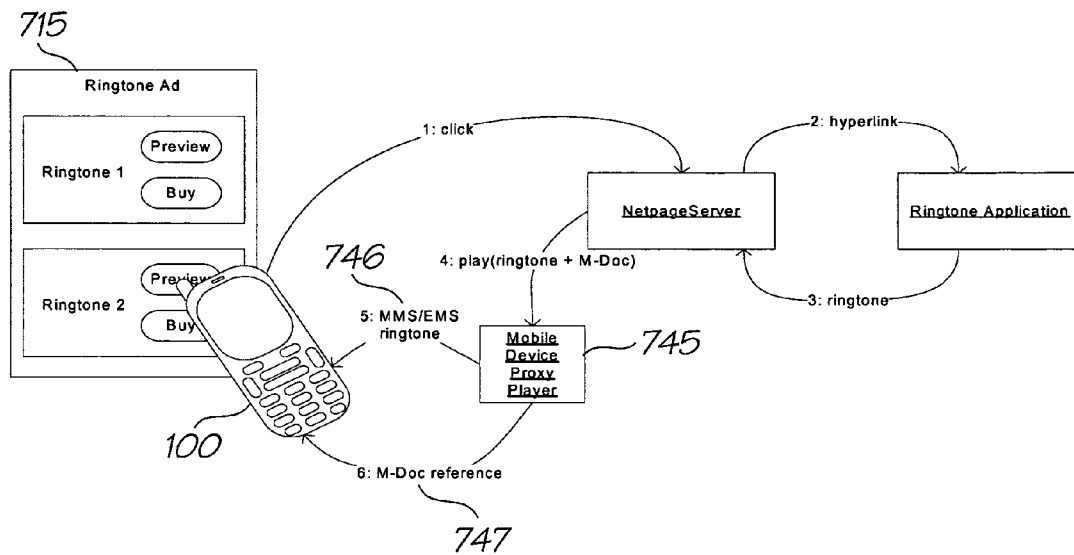 715
Ringtone Ad
Ringtone 1
Preview
Buy
Ringtone 2
Preview
Buy
1: click
2: hyperlink
NetpageServer
Ringtone Application
3: ringtone
4: play(ringtone + M-Doc)
746
5: MMS/EMS
ringtone
Mobile
Device
Proxy
Player
745
100
6: M-Doc reference
747